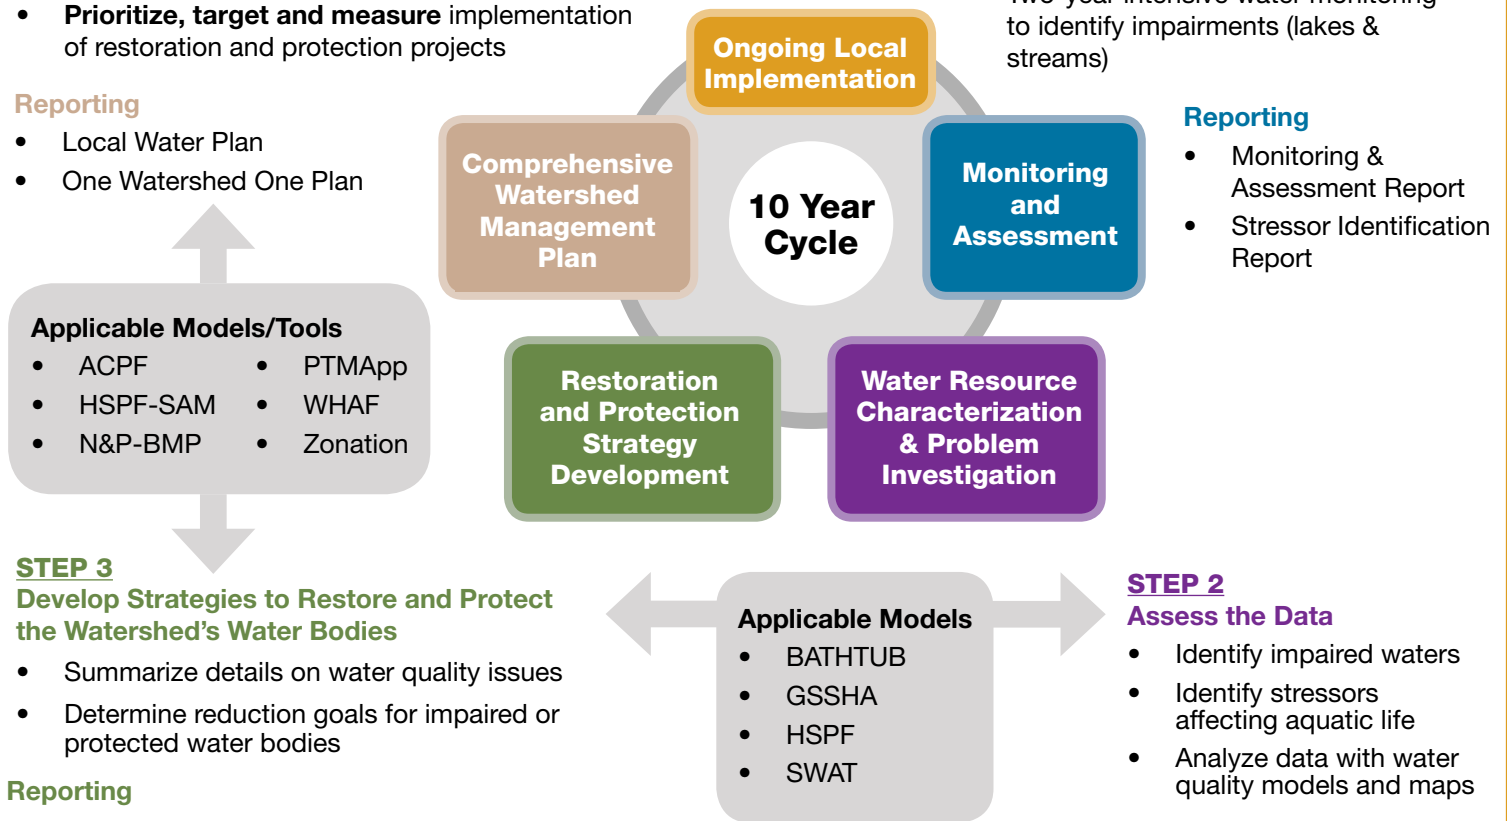 • Prioritize, target and measure implementation
of restoration and protection projects
Reporting
• Local Water Plan
• One Watershed One Plan
Applicable Models/Tools
• ACPF
• HSPF-SAM
• N&P-BMP
• PTMApp
• WHAF
• Zonation
STEP 3
Develop Strategies to Restore and Protect
the Watershed's Water Bodies
• Summarize details on water quality issues
• Determine reduction goals for impaired or
protected water bodies
Reporting
Ongoing Local
Implementation
Comprehensive
Watershed
Management
Plan
10 Year
Cycle
Monitoring
and
Assessment
Restoration
and Protection
Strategy
Development
Water Resource
Characterization
& Problem
Investigation
Applicable Models
• BATHTUB
• GSSHA
• HSPF
• SWAT
Two-year intensive water monitoring
to identify impairments (lakes &
streams)
Reporting
• Monitoring &
Assessment Report
• Stressor Identification
Report
STEP 2
Assess the Data
• Identify impaired waters
• Identify stressors
affecting aquatic life
• Analyze data with water
quality models and maps